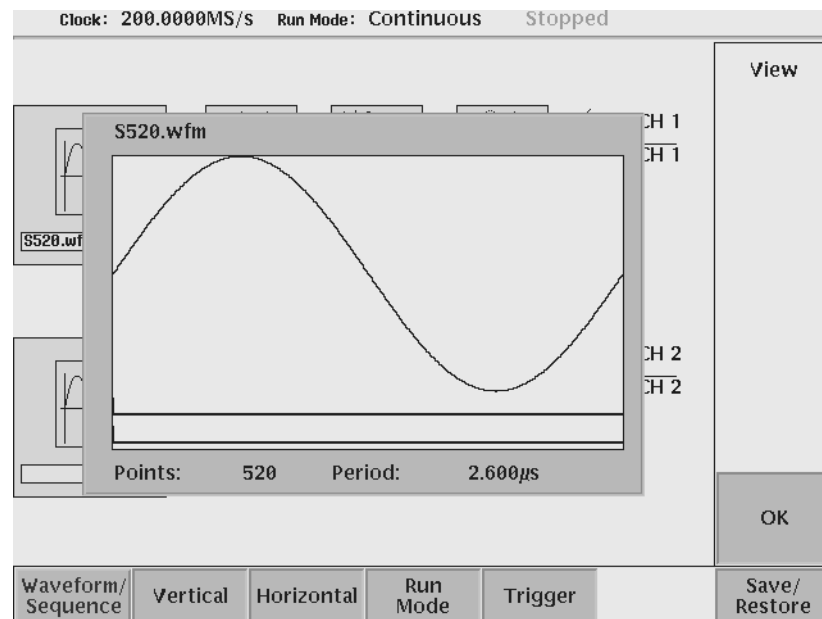 Clock: 200.0000MS/s Run Mode: Continuous Stopped
View
CH 1
S520.wfm
CH 1
S520.wf
CH 2
CH 2
Points: 520 Period: 2.600µs
OK
Waveform/
Sequence
Vertical
Horizontal
Run
Mode
Trigger
Save/
Restore